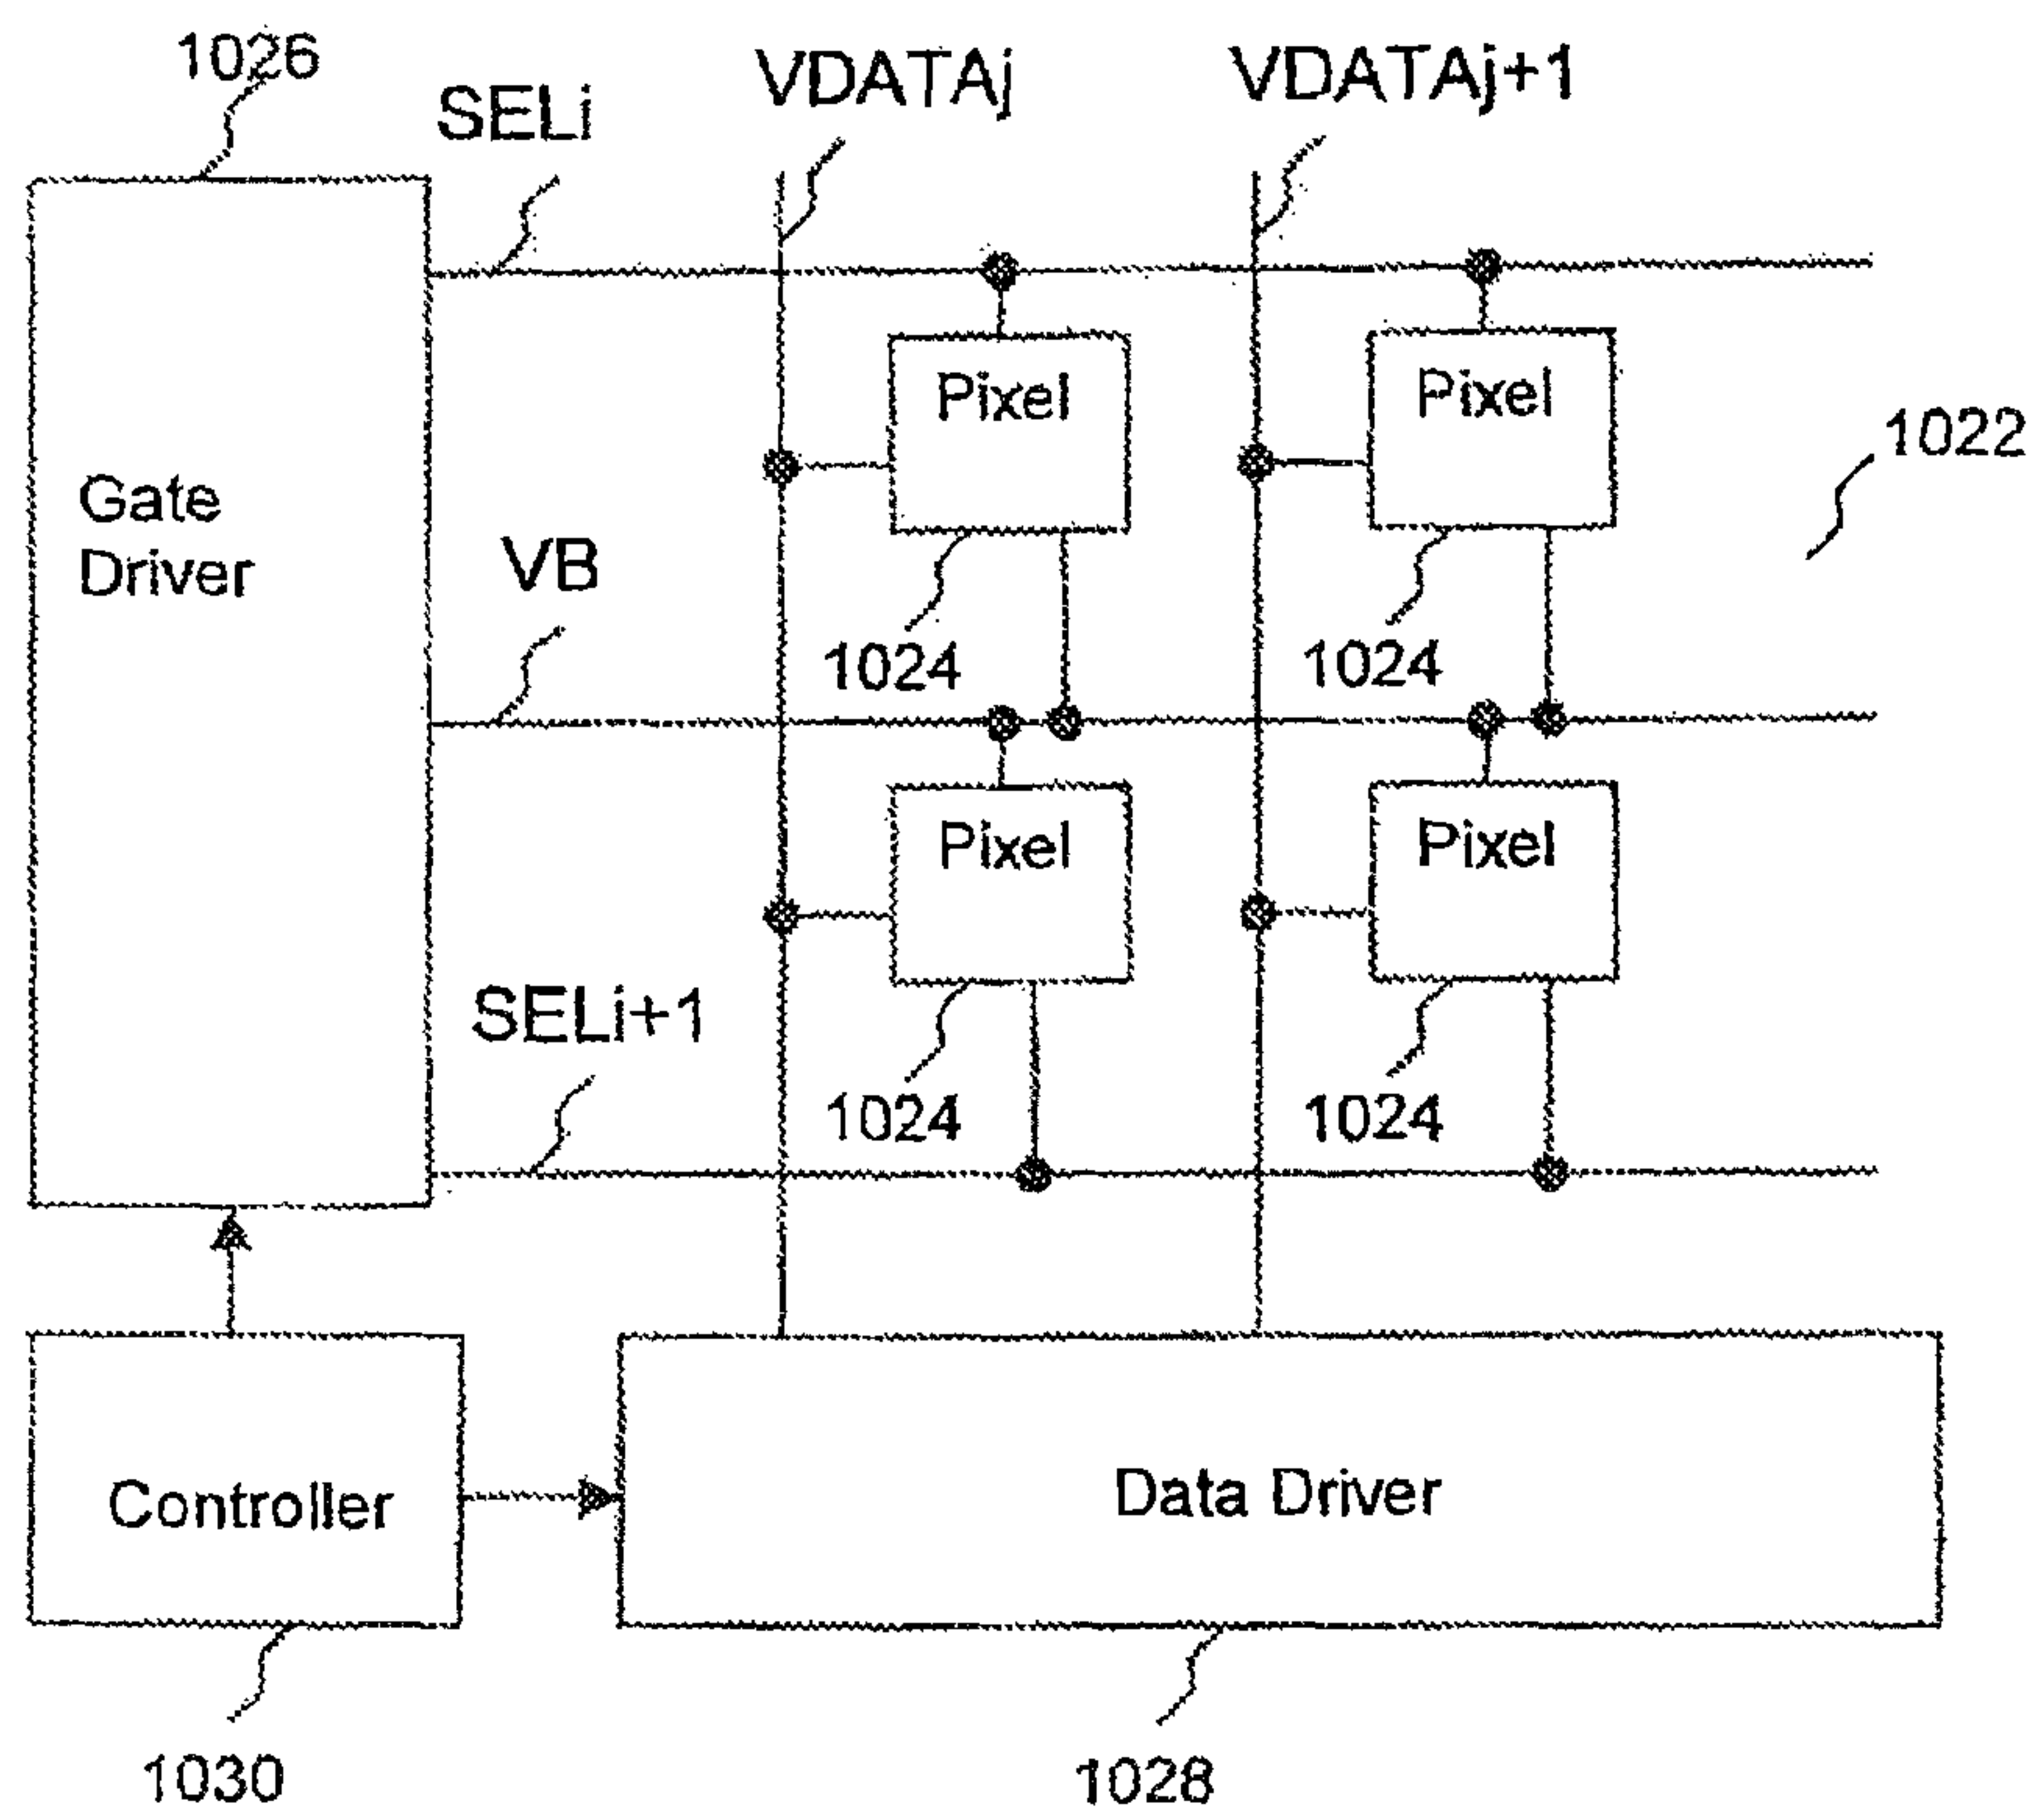 1026
SELi
VDATAj
VDATAj+1
Pixel
Pixel
1022
Gate
Driver
VB
1024
1024
Pixel
Pixel
SELi+1
1024
1024
Controller
Data Driver
1030
1028